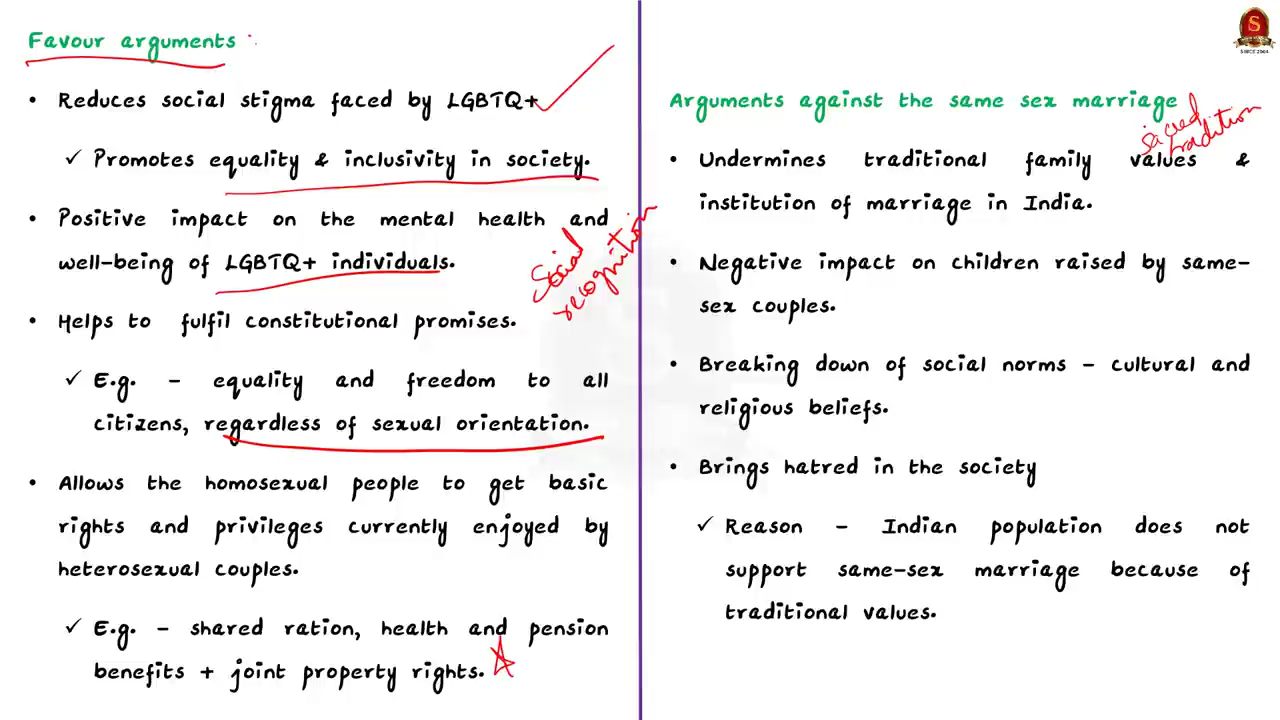 Favour arguments :
• Reduces social stigma faced by LGBTQ+
✓ Promotes equality & inclusivity in society.
• Positive impact on the mental health and
well-being of LGBTQ+ individuals.
Social
recognition
• Helps to fulfil constitutional promises.
✓ E.g. - equality and freedom to all
citizens, regardless of sexual orientation.
• Allows the homosexual people to get basic
rights and privileges currently enjoyed by
heterosexual couples.
✓ E.g. - shared ration, health and pension
benefits + joint property rights.
S
SINCE 2004
Arguments against the same sex marriage
sacred
tradition
• Undermines traditional family values &
institution of marriage in India.
• Negative impact on children raised by same-
sex couples.
• Breaking down of social norms - cultural and
religious beliefs.
• Brings hatred in the society
✓ Reason - Indian population does not
support same-sex marriage because of
traditional values.